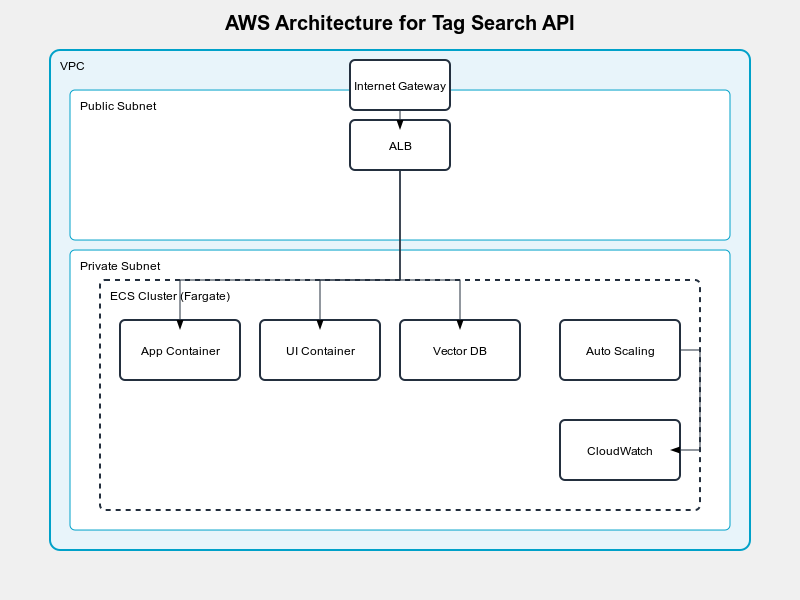 AWS Architecture for Tag Search API
VPC
Internet Gateway
Public Subnet
ALB
Private Subnet
ECS Cluster (Fargate)
App Container
UI Container
Vector DB
Auto Scaling
CloudWatch